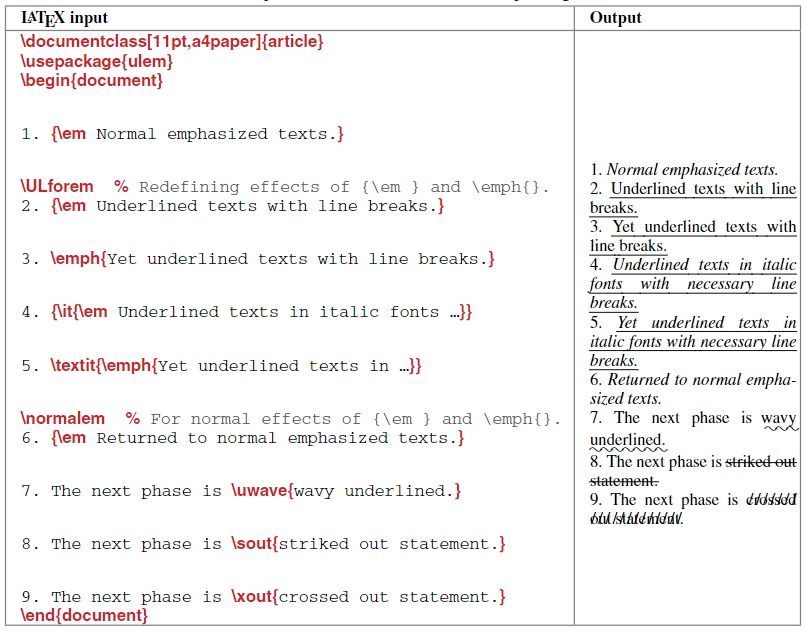 LATEX input
\documentclass[11pt,a4paper]{article}
\usepackage{ulem}
\begin{document}
1. {\em Normal emphasized texts.}
\ULforem % Redefining effects of {\em } and \emph{}.
2. {\em Underlined texts with line breaks.}
3. \emph{Yet underlined texts with line breaks.}
4. {\it{\em Underlined texts in italic fonts …}}
5. \textit{\emph{Yet underlined texts in …}}
\normalem % For normal effects of {\em } and \emph{}.
6. {\em Returned to normal emphasized texts.}
7. The next phase is \uwave{wavy underlined.}
8. The next phase is \sout{striked out statement.}
9. The next phase is \xout{crossed out statement.}
\end{document}
Output
1. Normal emphasized texts.
2. Underlined texts with line
breaks.
3. Yet underlined texts with
line breaks.
4. Underlined texts in italic
fonts with necessary line
breaks.
5. Yet underlined texts in
italic fonts with necessary line
breaks.
6. Returned to normal empha-
sized texts.
7. The next phase is wavy
underlined.
8. The next phase is striked out
statement.
9. The next phase is crossed
out statement.